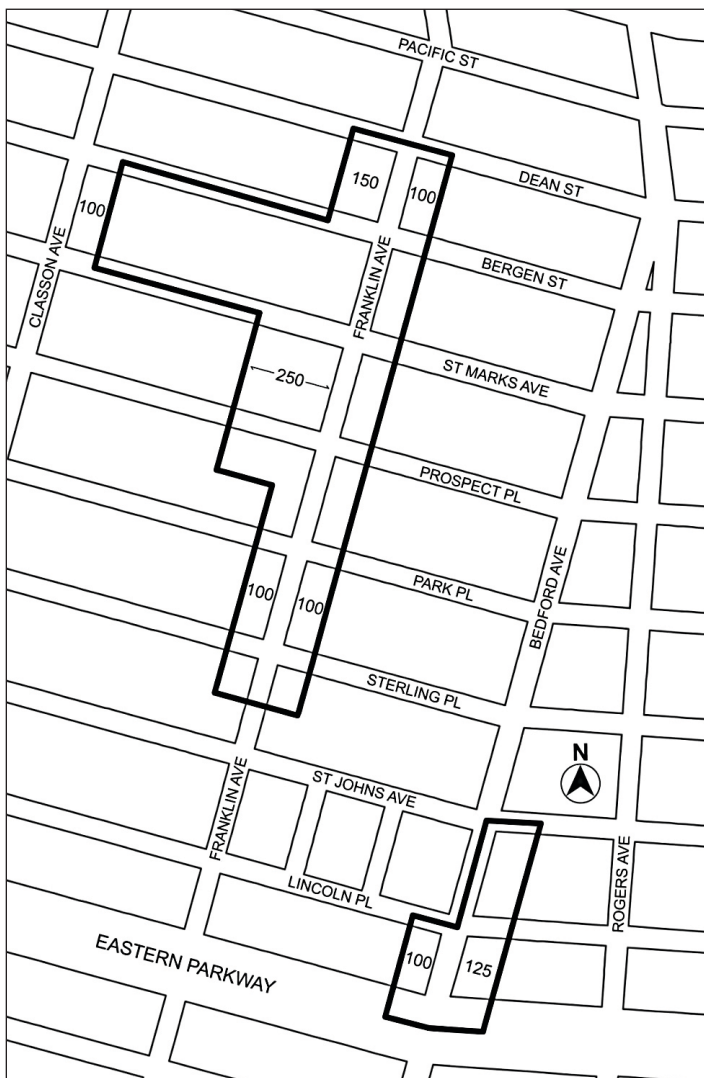 PACIFIC ST
DEAN ST
150
100
100
BERGEN ST
FRANKLIN AVE
CLASSON AVE
ST MARKS AVE
250
PROSPECT PL
BEDFORD AVE
PARK PL
100
100
STERLING PL
N
ST JOHNS AVE
FRANKLIN AVE
ROGERS AVE
LINCOLN PL
EASTERN PARKWAY
100
125